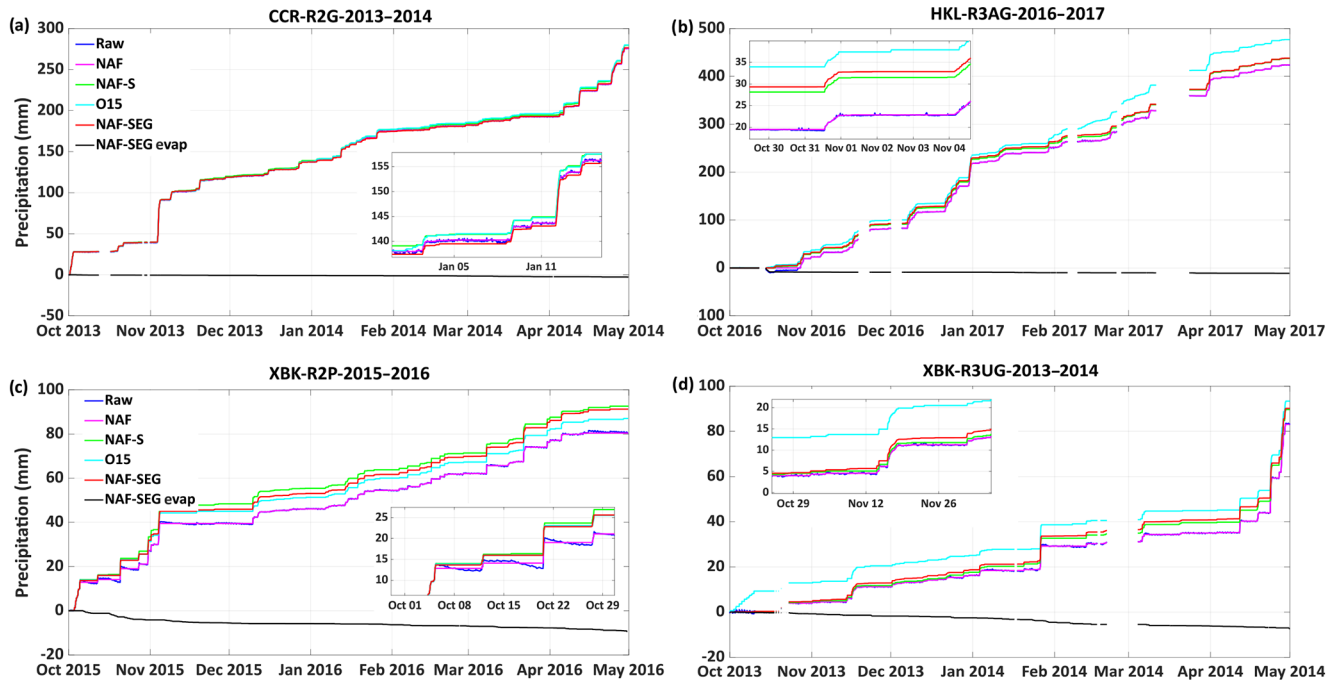 CCR-R2G-2013–2014
(a)
Precipitation (mm)
300
250
200
150
100
50
0
-50
Raw
NAF
NAF-S
O15
NAF-SEG
NAF-SEG evap
155
150
145
140
Jan 05
Jan 11
Oct 2013
Nov 2013
Dec 2013
Jan 2014
Feb 2014
Mar 2014
Apr 2014
May 2014
HKL-R3AG-2016–2017
(b)
500
400
300
200
100
0
100
35
30
25
20
Oct 30
Oct 31
Nov 01
Nov 02
Nov 03
Nov 04
Oct 2016
Nov 2016
Dec 2016
Jan 2017
Feb 2017
Mar 2017
Apr 2017
May 2017
XBK-R2P-2015–2016
(c)
Precipitation (mm)
100
80
60
40
20
0
-20
Raw
NAF
NAF-S
O15
NAF-SEG
NAF-SEG evap
25
20
15
10
Oct 01
Oct 08
Oct 15
Oct 22
Oct 29
Oct 2015
Nov 2015
Dec 2015
Jan 2016
Feb 2016
Mar 2016
Apr 2016
May 2016
XBK-R3UG-2013–2014
(d)
100
80
60
40
20
0
-20
20
15
10
5
0
Oct 29
Nov 12
Nov 26
Oct 2013
Nov 2013
Dec 2013
Jan 2014
Feb 2014
Mar 2014
Apr 2014
May 2014